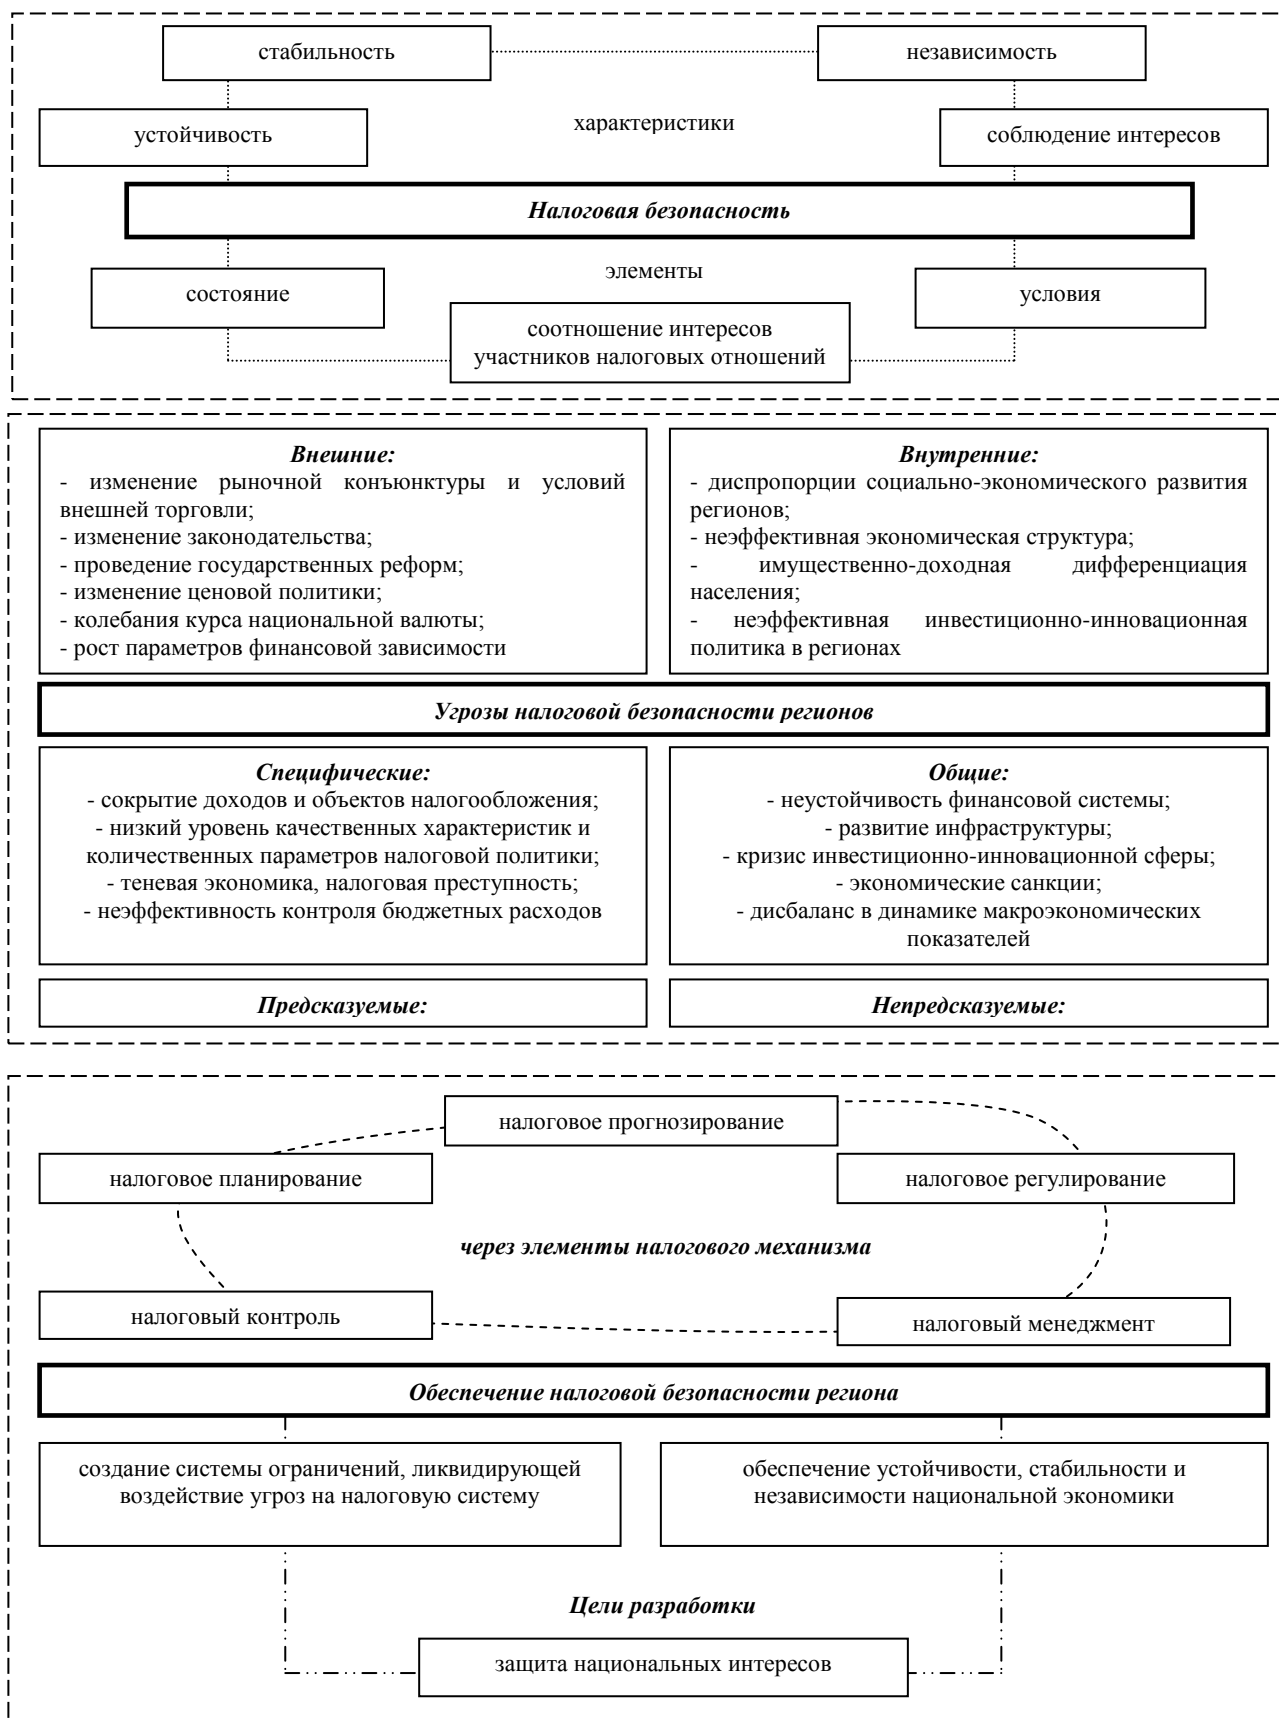 стабильность
независимость
устойчивость
характеристики
соблюдение интересов
Налоговая безопасность
элементы
состояние
условия
соотношение интересов
участников налоговых отношений
Внешние:
- изменение рыночной конъюнктуры и условий
внешней торговли;
- изменение законодательства;
- проведение государственных реформ;
- изменение ценовой политики;
- колебания курса национальной валюты;
- рост параметров финансовой зависимости
Внутренние:
- диспропорции социально-экономического развития
регионов;
- неэффективная экономическая структура;
- имущественно-доходная дифференциация
населения;
- неэффективная инвестиционно-инновационная
политика в регионах
Угрозы налоговой безопасности регионов
Специфические:
- сокрытие доходов и объектов налогообложения;
- низкий уровень качественных характеристик и
количественных параметров налоговой политики;
- теневая экономика, налоговая преступность;
- неэффективность контроля бюджетных расходов
Общие:
- неустойчивость финансовой системы;
- развитие инфраструктуры;
- кризис инвестиционно-инновационной сферы;
- экономические санкции;
- дисбаланс в динамике макроэкономических
показателей
Предсказуемые:
Непредсказуемые:
налоговое прогнозирование
налоговое планирование
налоговое регулирование
через элементы налогового механизма
налоговый контроль
налоговый менеджмент
Обеспечение налоговой безопасности региона
создание системы ограничений, ликвидирующей
воздействие угроз на налоговую систему
обеспечение устойчивости, стабильности и
независимости национальной экономики
Цели разработки
защита национальных интересов